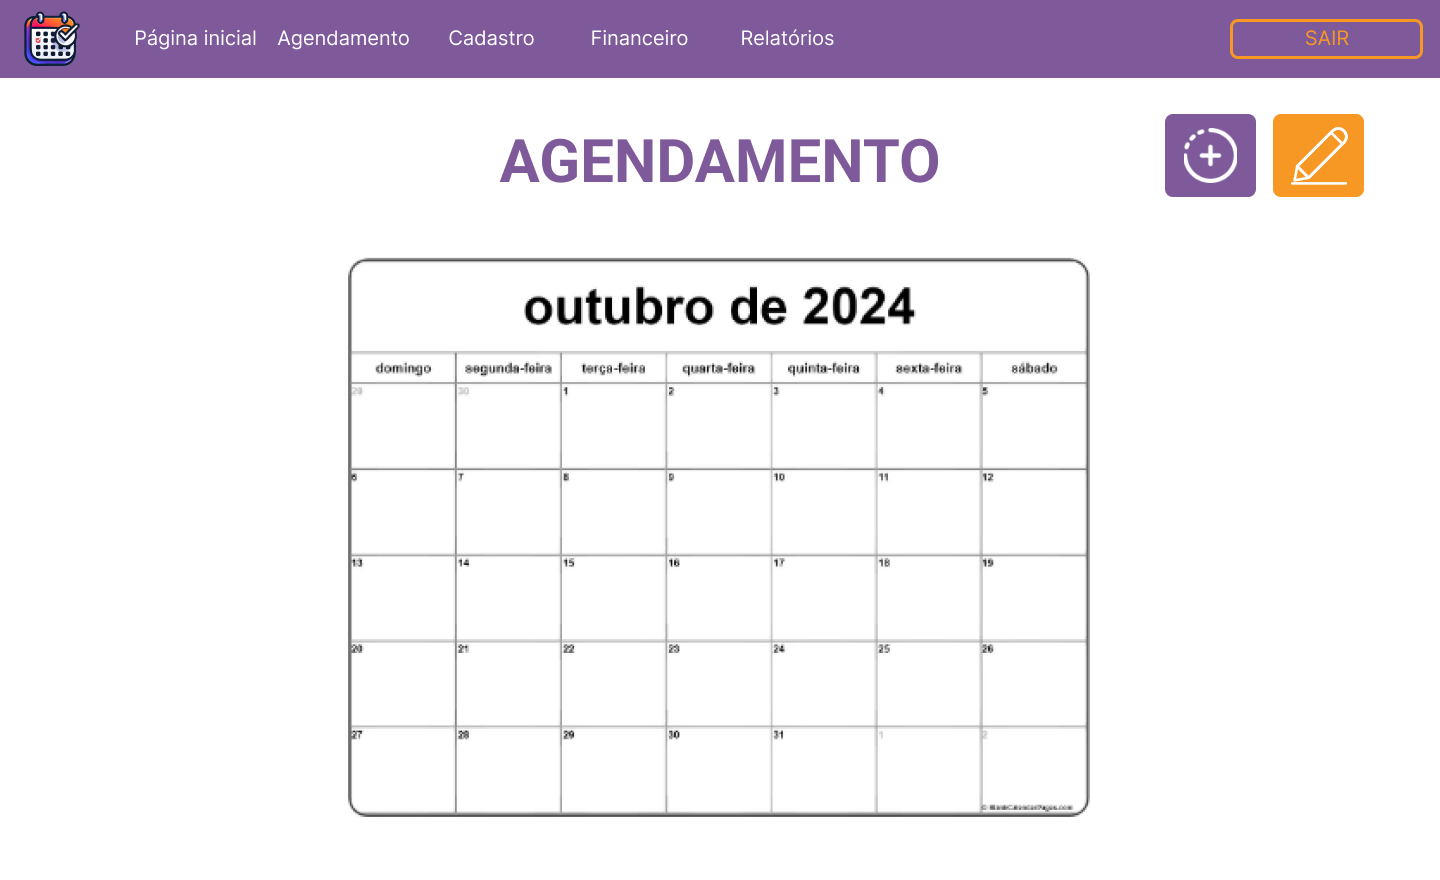 Página inicial Agendamento Cadastro Financeiro Relatórios SAIR
AGENDAMENTO
outubro de 2024
domingo segunda-feira terça-feira quarta-feira quinta-feira sexta-feira sábado
29 30 1 2 3 4 5
6 7 8 9 10 11 12
13 14 15 16 17 18 19
20 21 22 23 24 25 26
27 28 29 30 31 1 2
© BlankCalendarPages.com